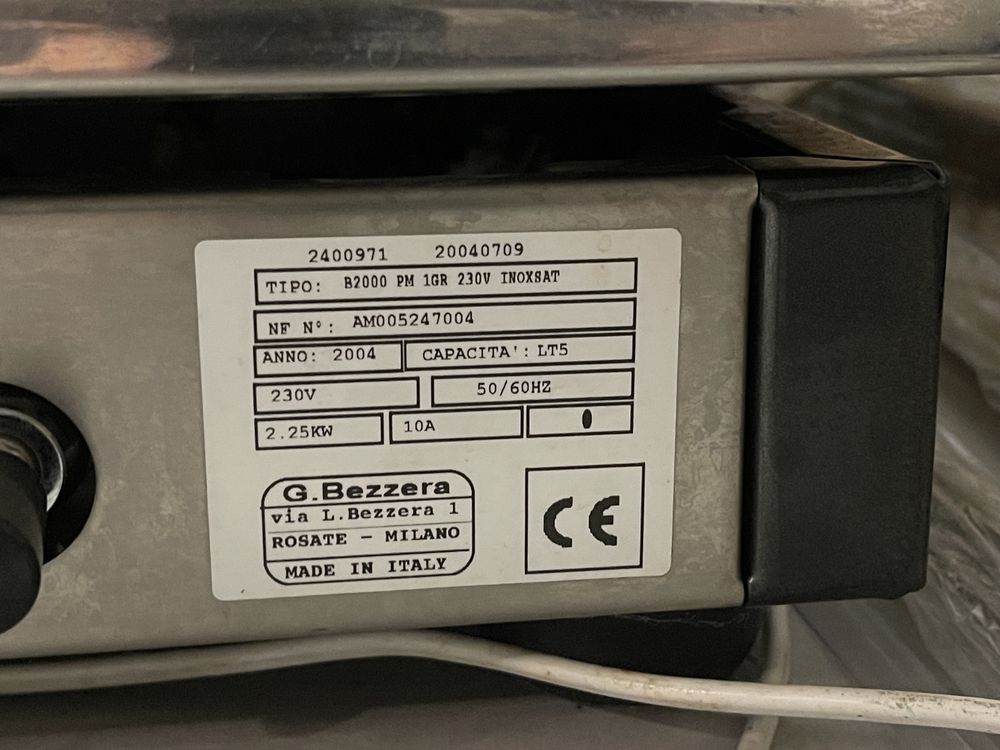 2400971 20040709
TIPO: B2000 PM 1GR 230V INOXSAT
NF N°: AM005247004
ANNO: 2004 CAPACITA': LT5
230V 50/60HZ
2.25KW 10A
G.Bezzera
via L.Bezzera 1
ROSATE - MILANO
MADE IN ITALY
CE